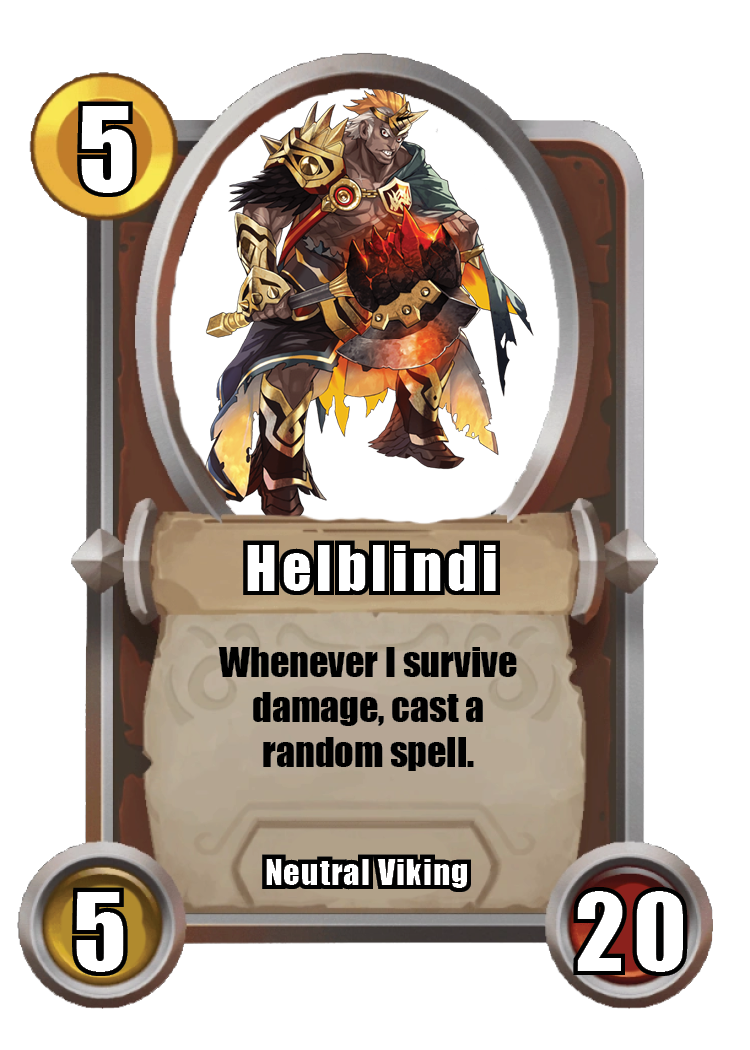 5
Helblindi
Whenever I survive
damage, cast a
random spell.
Neutral Viking
5
20